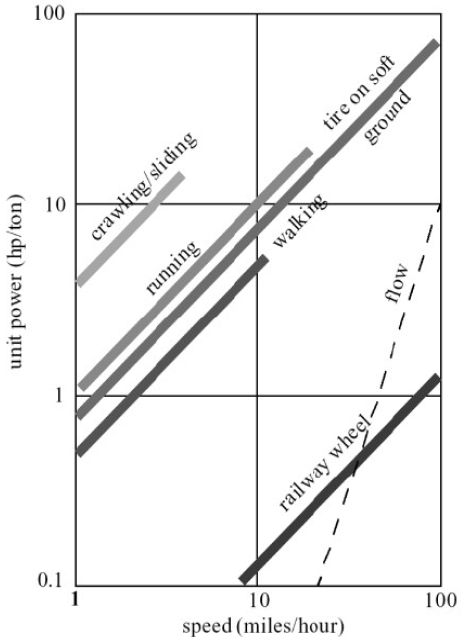 100
tire on soft
ground
crawling/sliding
10
running
walking
unit power (hp/ton)
flow
1
railway wheel
0.1
1
10
100
speed (miles/hour)